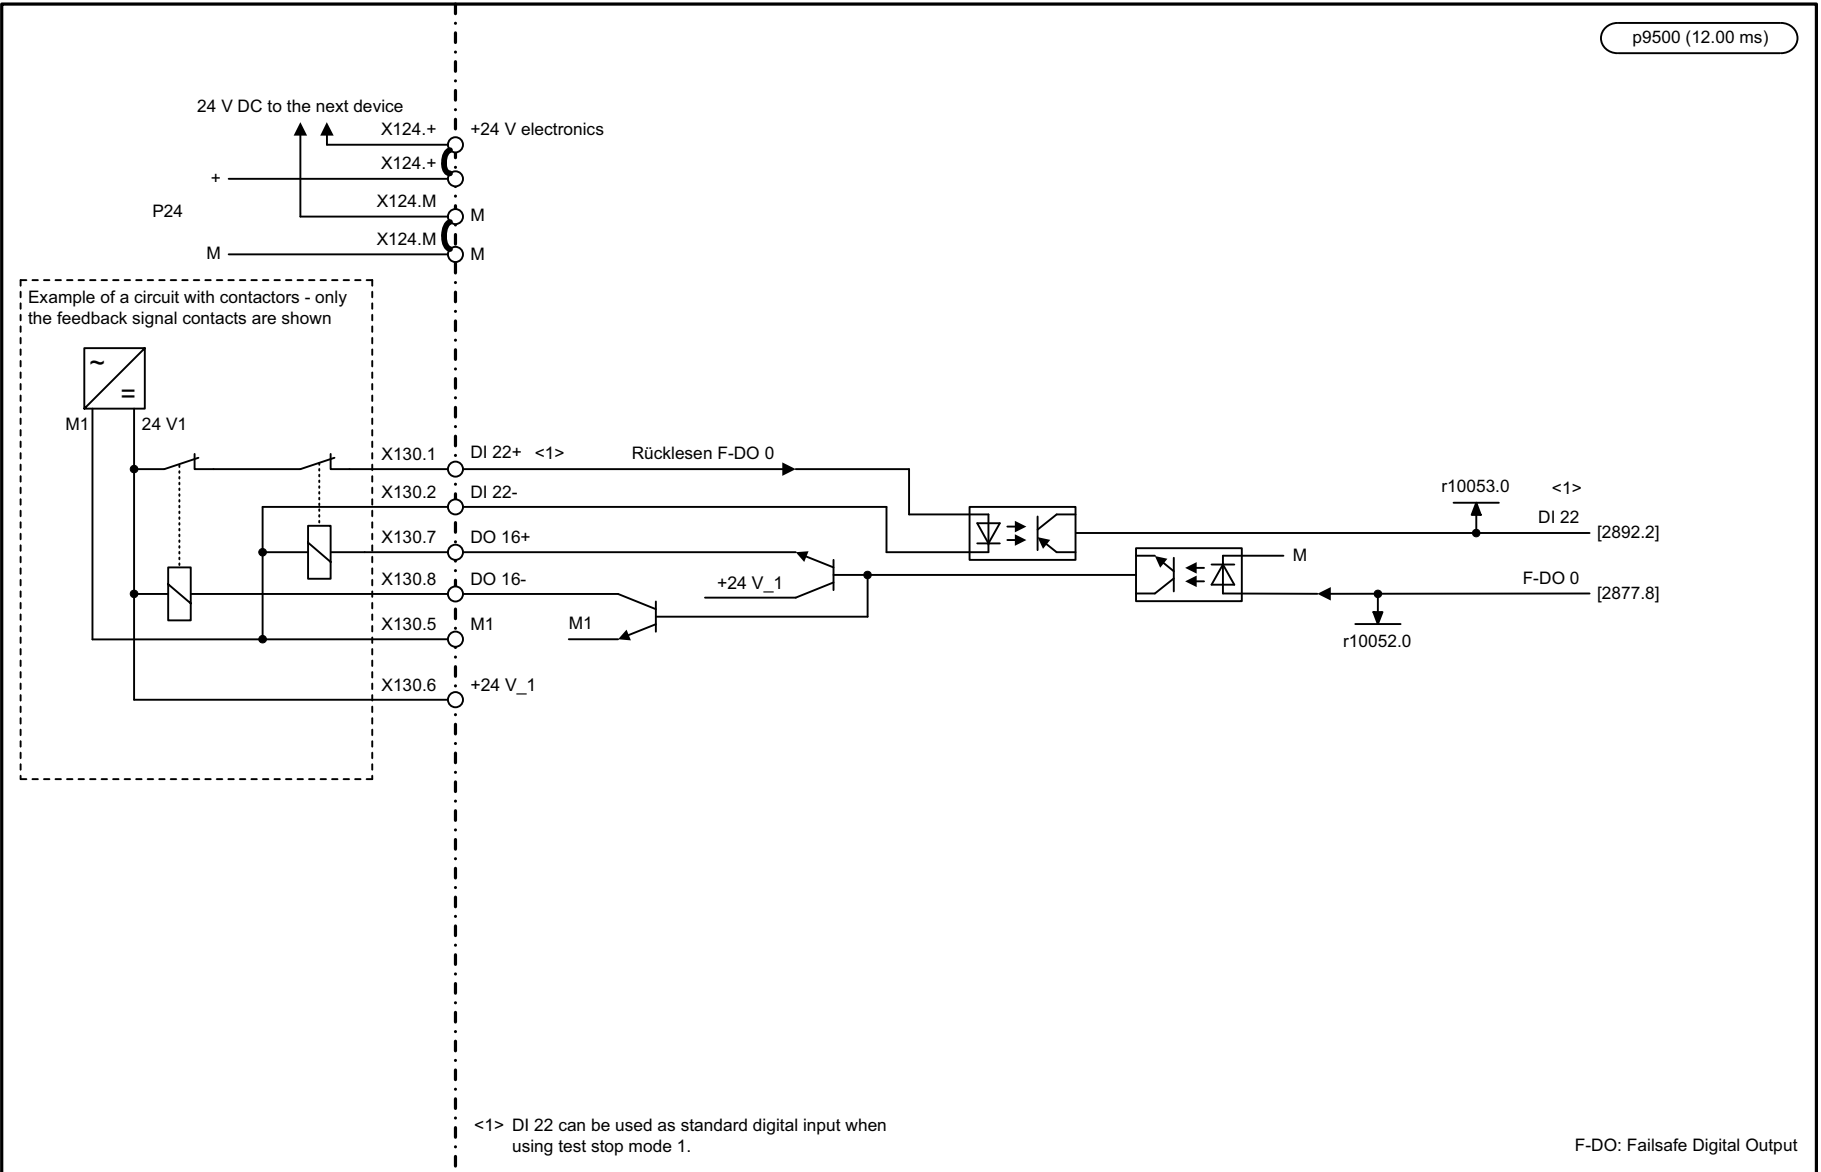 p9500 (12.00 ms)
24 V DC to the next device
X124.+
+24 V electronics
X124.+
+
X124.M
P24
M
X124.M
M
M
Example of a circuit with contactors - only
the feedback signal contacts are shown
~
=
M1
24 V1
X130.1
DI 22+
<1>
Rücklesen F-DO 0
X130.2
DI 22-
r10053.0
<1>
DI 22
[2892.2]
X130.7
DO 16+
M
X130.8
DO 16-
+24 V_1
F-DO 0
[2877.8]
X130.5
M1
M1
r10052.0
X130.6
+24 V_1
<1> DI 22 can be used as standard digital input when
using test stop mode 1.
F-DO: Failsafe Digital Output